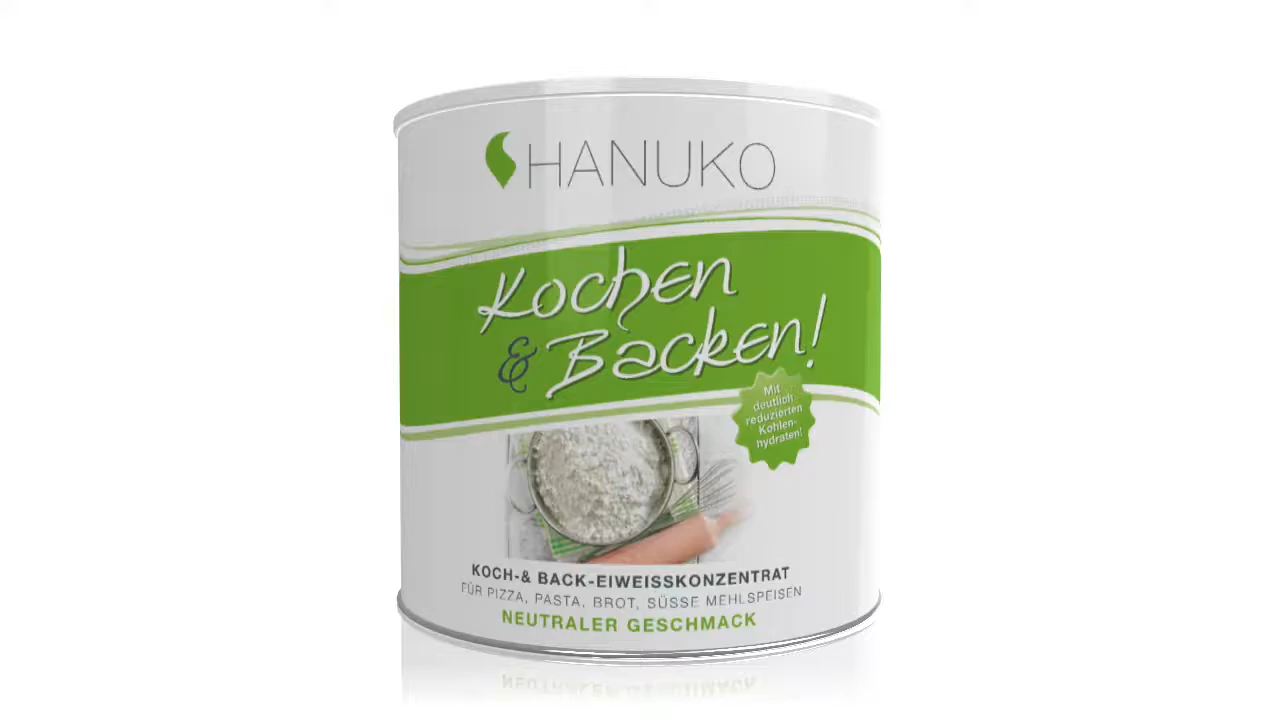 HANUKO
Kochen
& Backen!
Mit
deutlich
reduzierten
Kohlen-
hydraten!
KOCH-& BACK-EIWEISSKONZENTRAT
FÜR PIZZA, PASTA, BROT, SÜSSE MEHLSPEISEN
NEUTRALER GESCHMACK